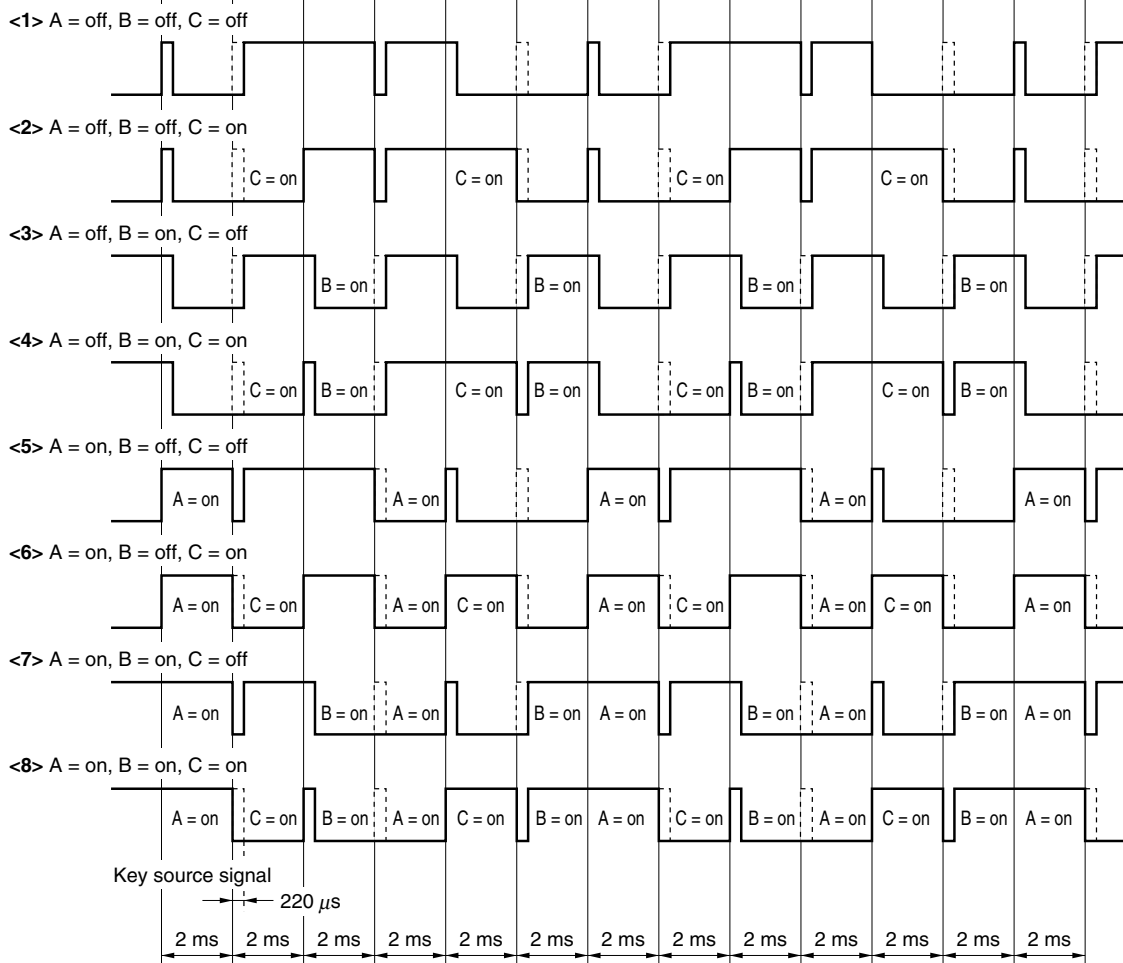 <1> A = off, B = off, C = off
<2> A = off, B = off, C = on
C = on C = on C = on C = on
<3> A = off, B = on, C = off
B = on B = on B = on B = on
<4> A = off, B = on, C = on
C = on B = on C = on B = on C = on B = on C = on B = on
<5> A = on, B = off, C = off
A = on A = on A = on A = on A = on
<6> A = on, B = off, C = on
A = on C = on A = on C = on A = on C = on A = on C = on A = on
<7> A = on, B = on, C = off
A = on B = on A = on B = on A = on B = on A = on B = on A = on
<8> A = on, B = on, C = on
A = on C = on B = on A = on C = on B = on A = on C = on B = on A = on C = on B = on A = on
Key source signal
220 μs
2 ms 2 ms 2 ms 2 ms 2 ms 2 ms 2 ms 2 ms 2 ms 2 ms 2 ms 2 ms 2 ms